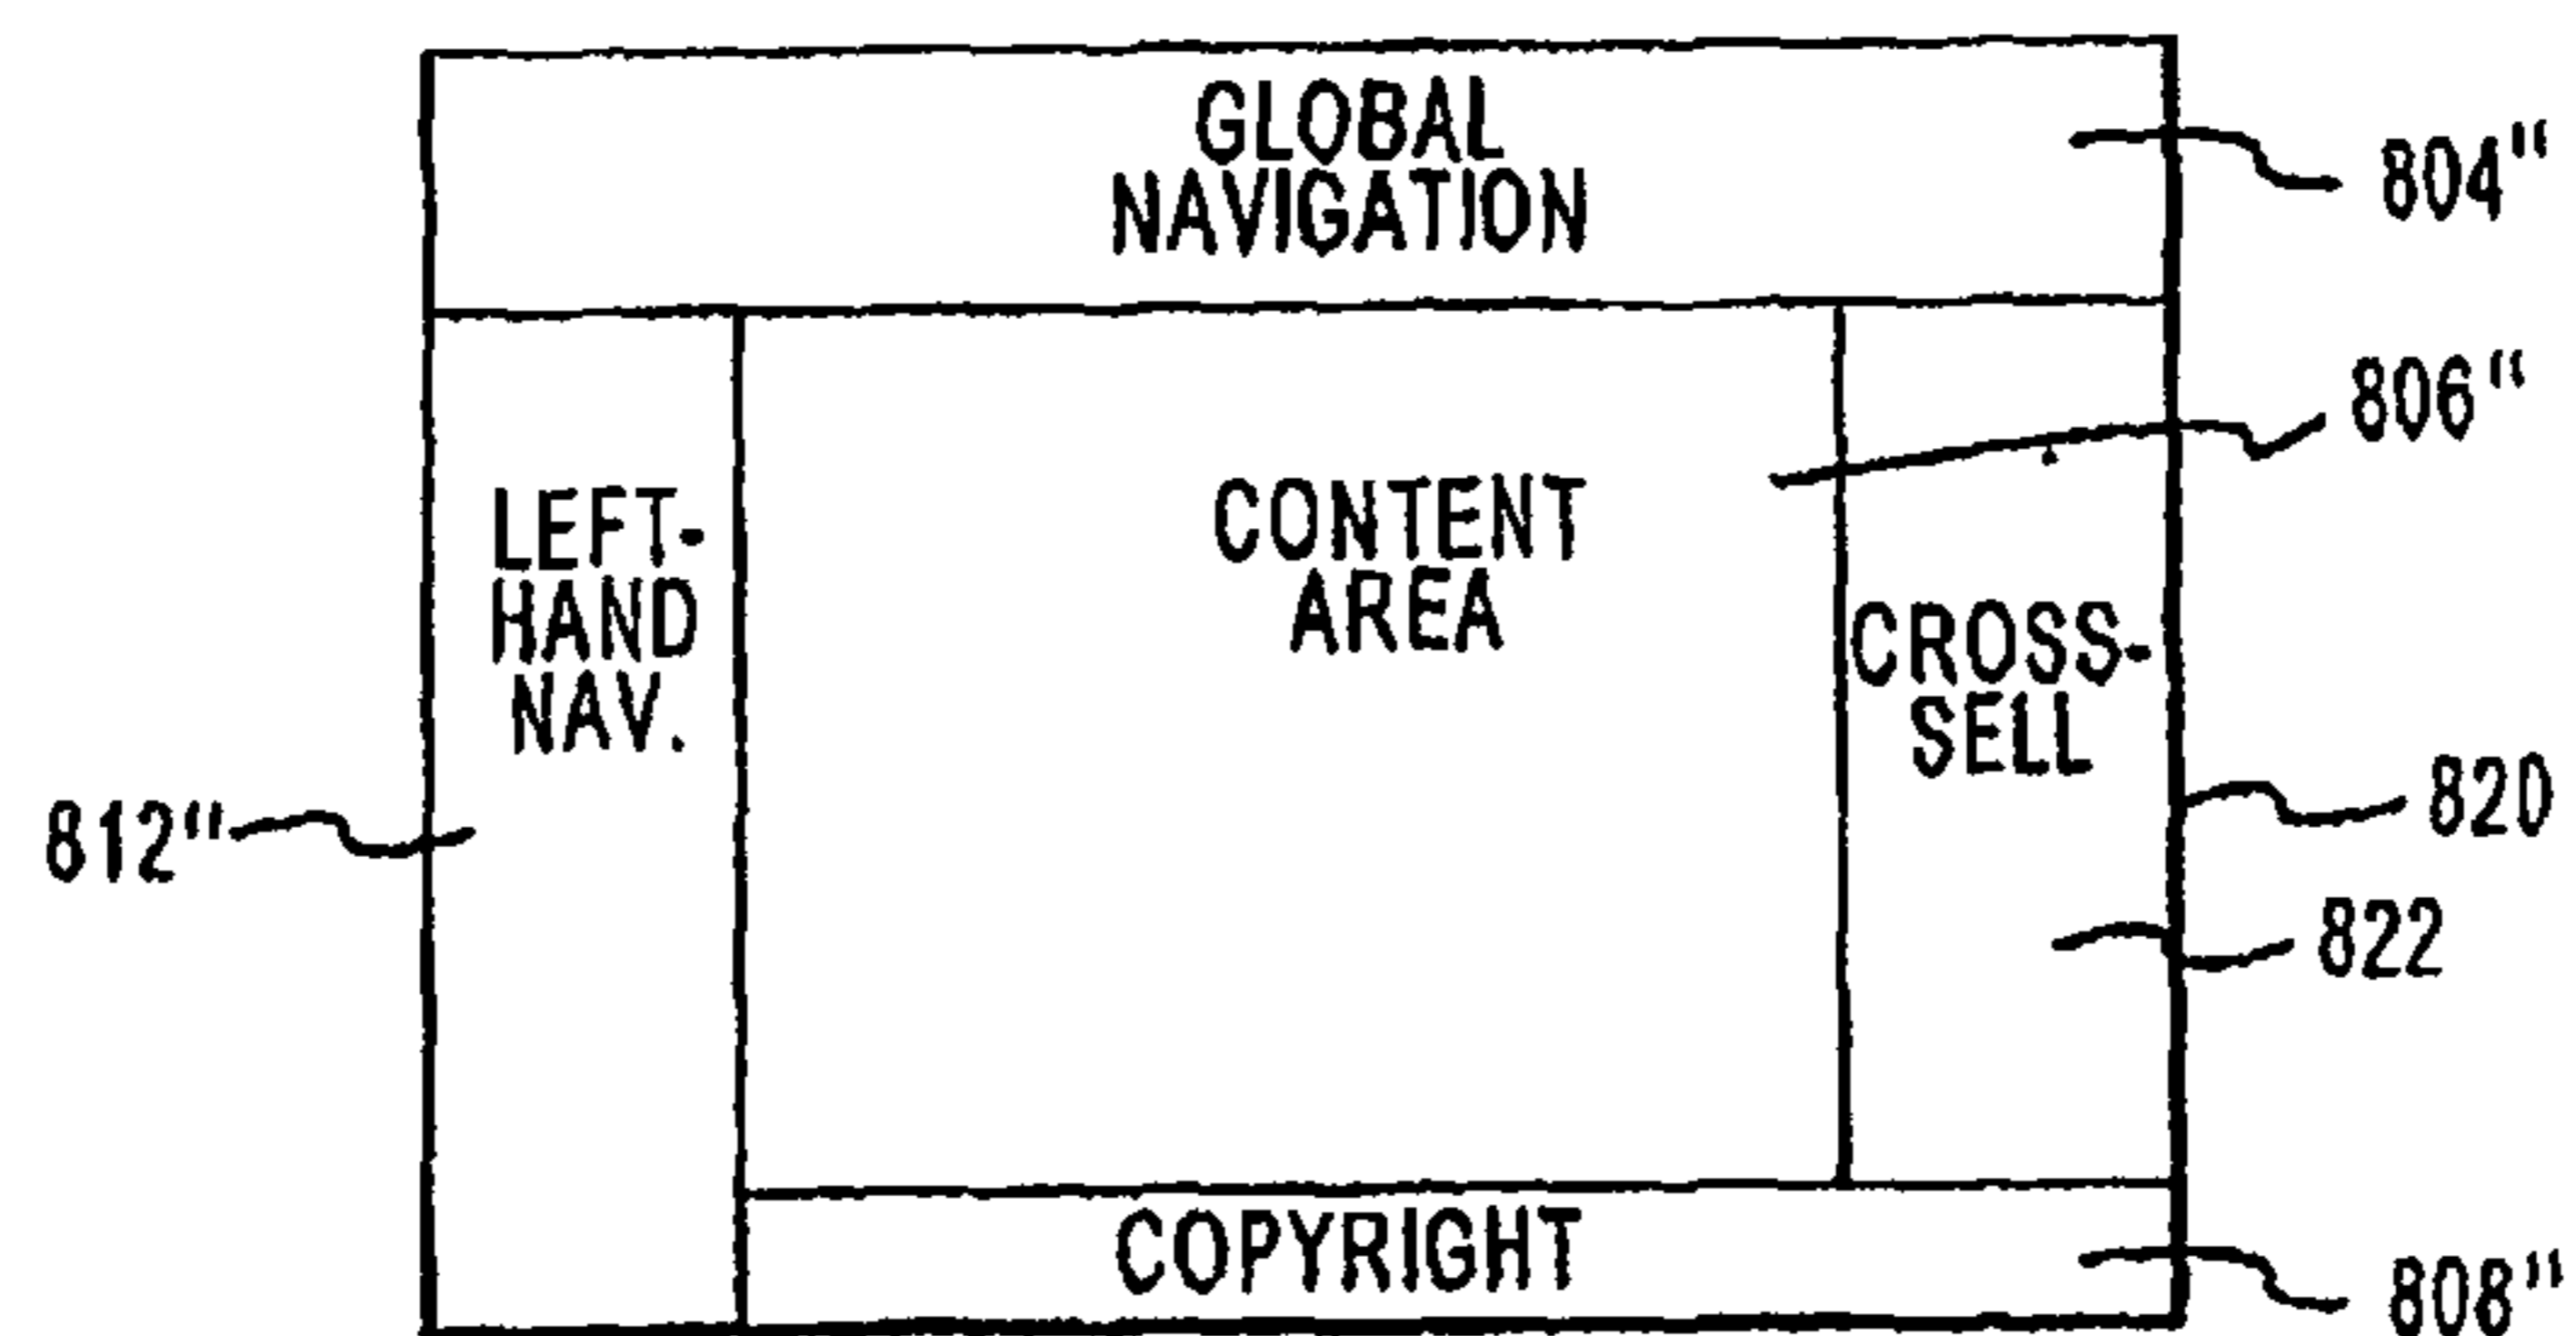 GLOBAL
NAVIGATION
804"
806"
LEFT-
HAND
NAV.
CONTENT
AREA
CROSS-
SELL
812"
820
822
COPYRIGHT
808"